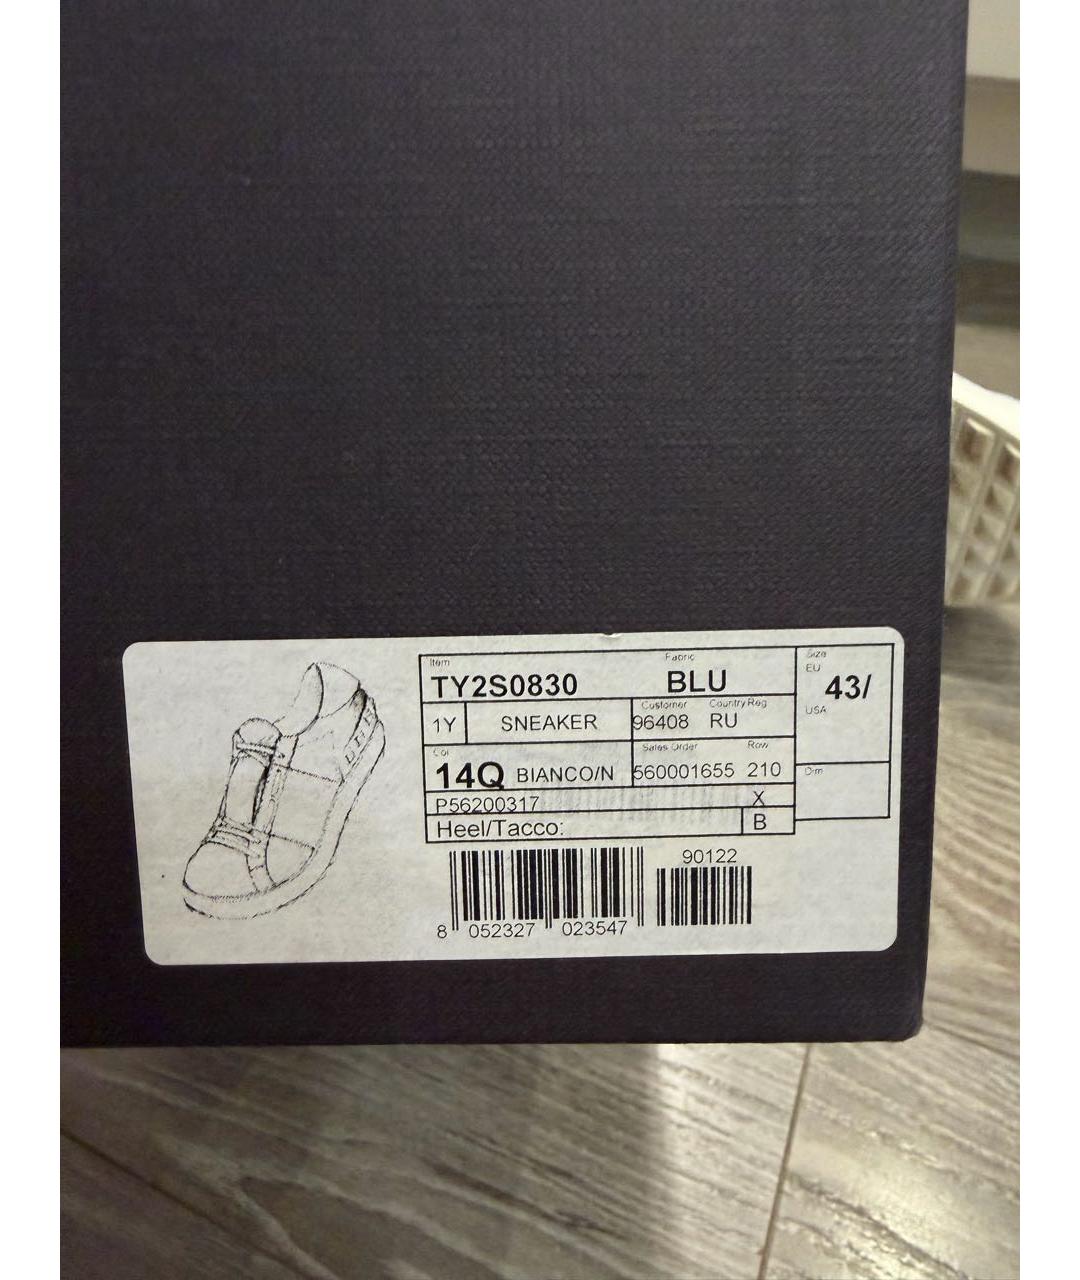 Item
Fabric
Size
TY2S0830
BLU
EU
43/
1Y
SNEAKER
Customer
Country Reg
96408
RU
USA
Col
14Q
BIANCO/N
Sales Order
Row
560001655
210
Dim
P56200317
X
Heel/Tacco:
B
90122
8 052327 023547